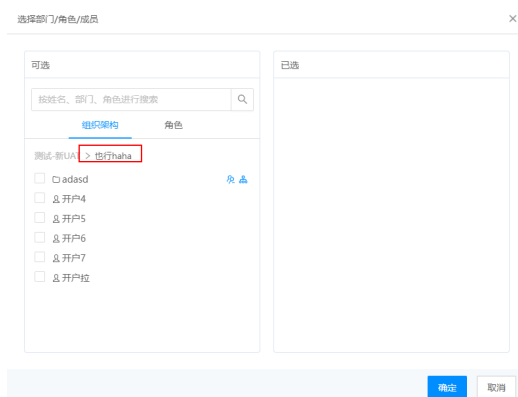 选择部门/角色/成员
可选
按姓名、部门、角色进行搜索
组织架构 角色
测试-新UAT > 也行haha
adasd
开户4
开户5
开户6
开户7
开户拉
已选
确定 取消